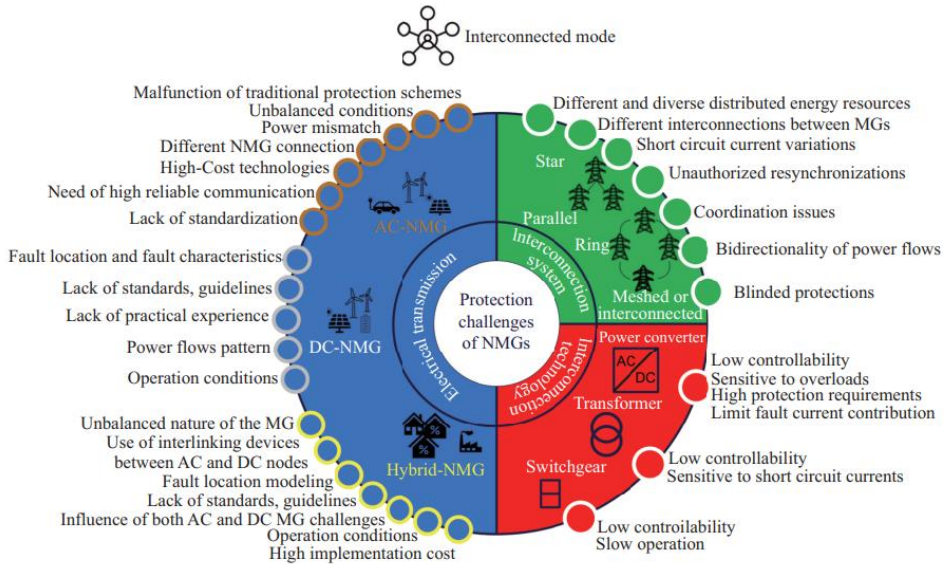 Interconnected mode
Malfunction of traditional protection schemes
Unbalanced conditions
Power mismatch
Different NMG connection
High-Cost technologies
Need of high reliable communication
Lack of standardization
Fault location and fault characteristics
Lack of standards, guidelines
Lack of practical experience
Power flows pattern
Operation conditions
Unbalanced nature of the MG
Use of interlinking devices
between AC and DC nodes
Fault location modeling
Lack of standards, guidelines
Influence of both AC and DC MG challenges
Operation conditions
High implementation cost
AC-NMG
DC-NMG
Hybrid-NMG
Electrical transmission
Protection
challenges
of NMGs
Interconnection
system
Interconnection
technology
Star
Parallel
Ring
Meshed or
interconnected
Different and diverse distributed energy resources
Different interconnections between MGs
Short circuit current variations
Unauthorized resynchronizations
Coordination issues
Bidirectionality of power flows
Blinded protections
Power converter
AC
DC
Transformer
Switchgear
Low controllability
Sensitive to overloads
High protection requirements
Limit fault current contribution
Low controllability
Sensitive to short circuit currents
Low controilability
Slow operation